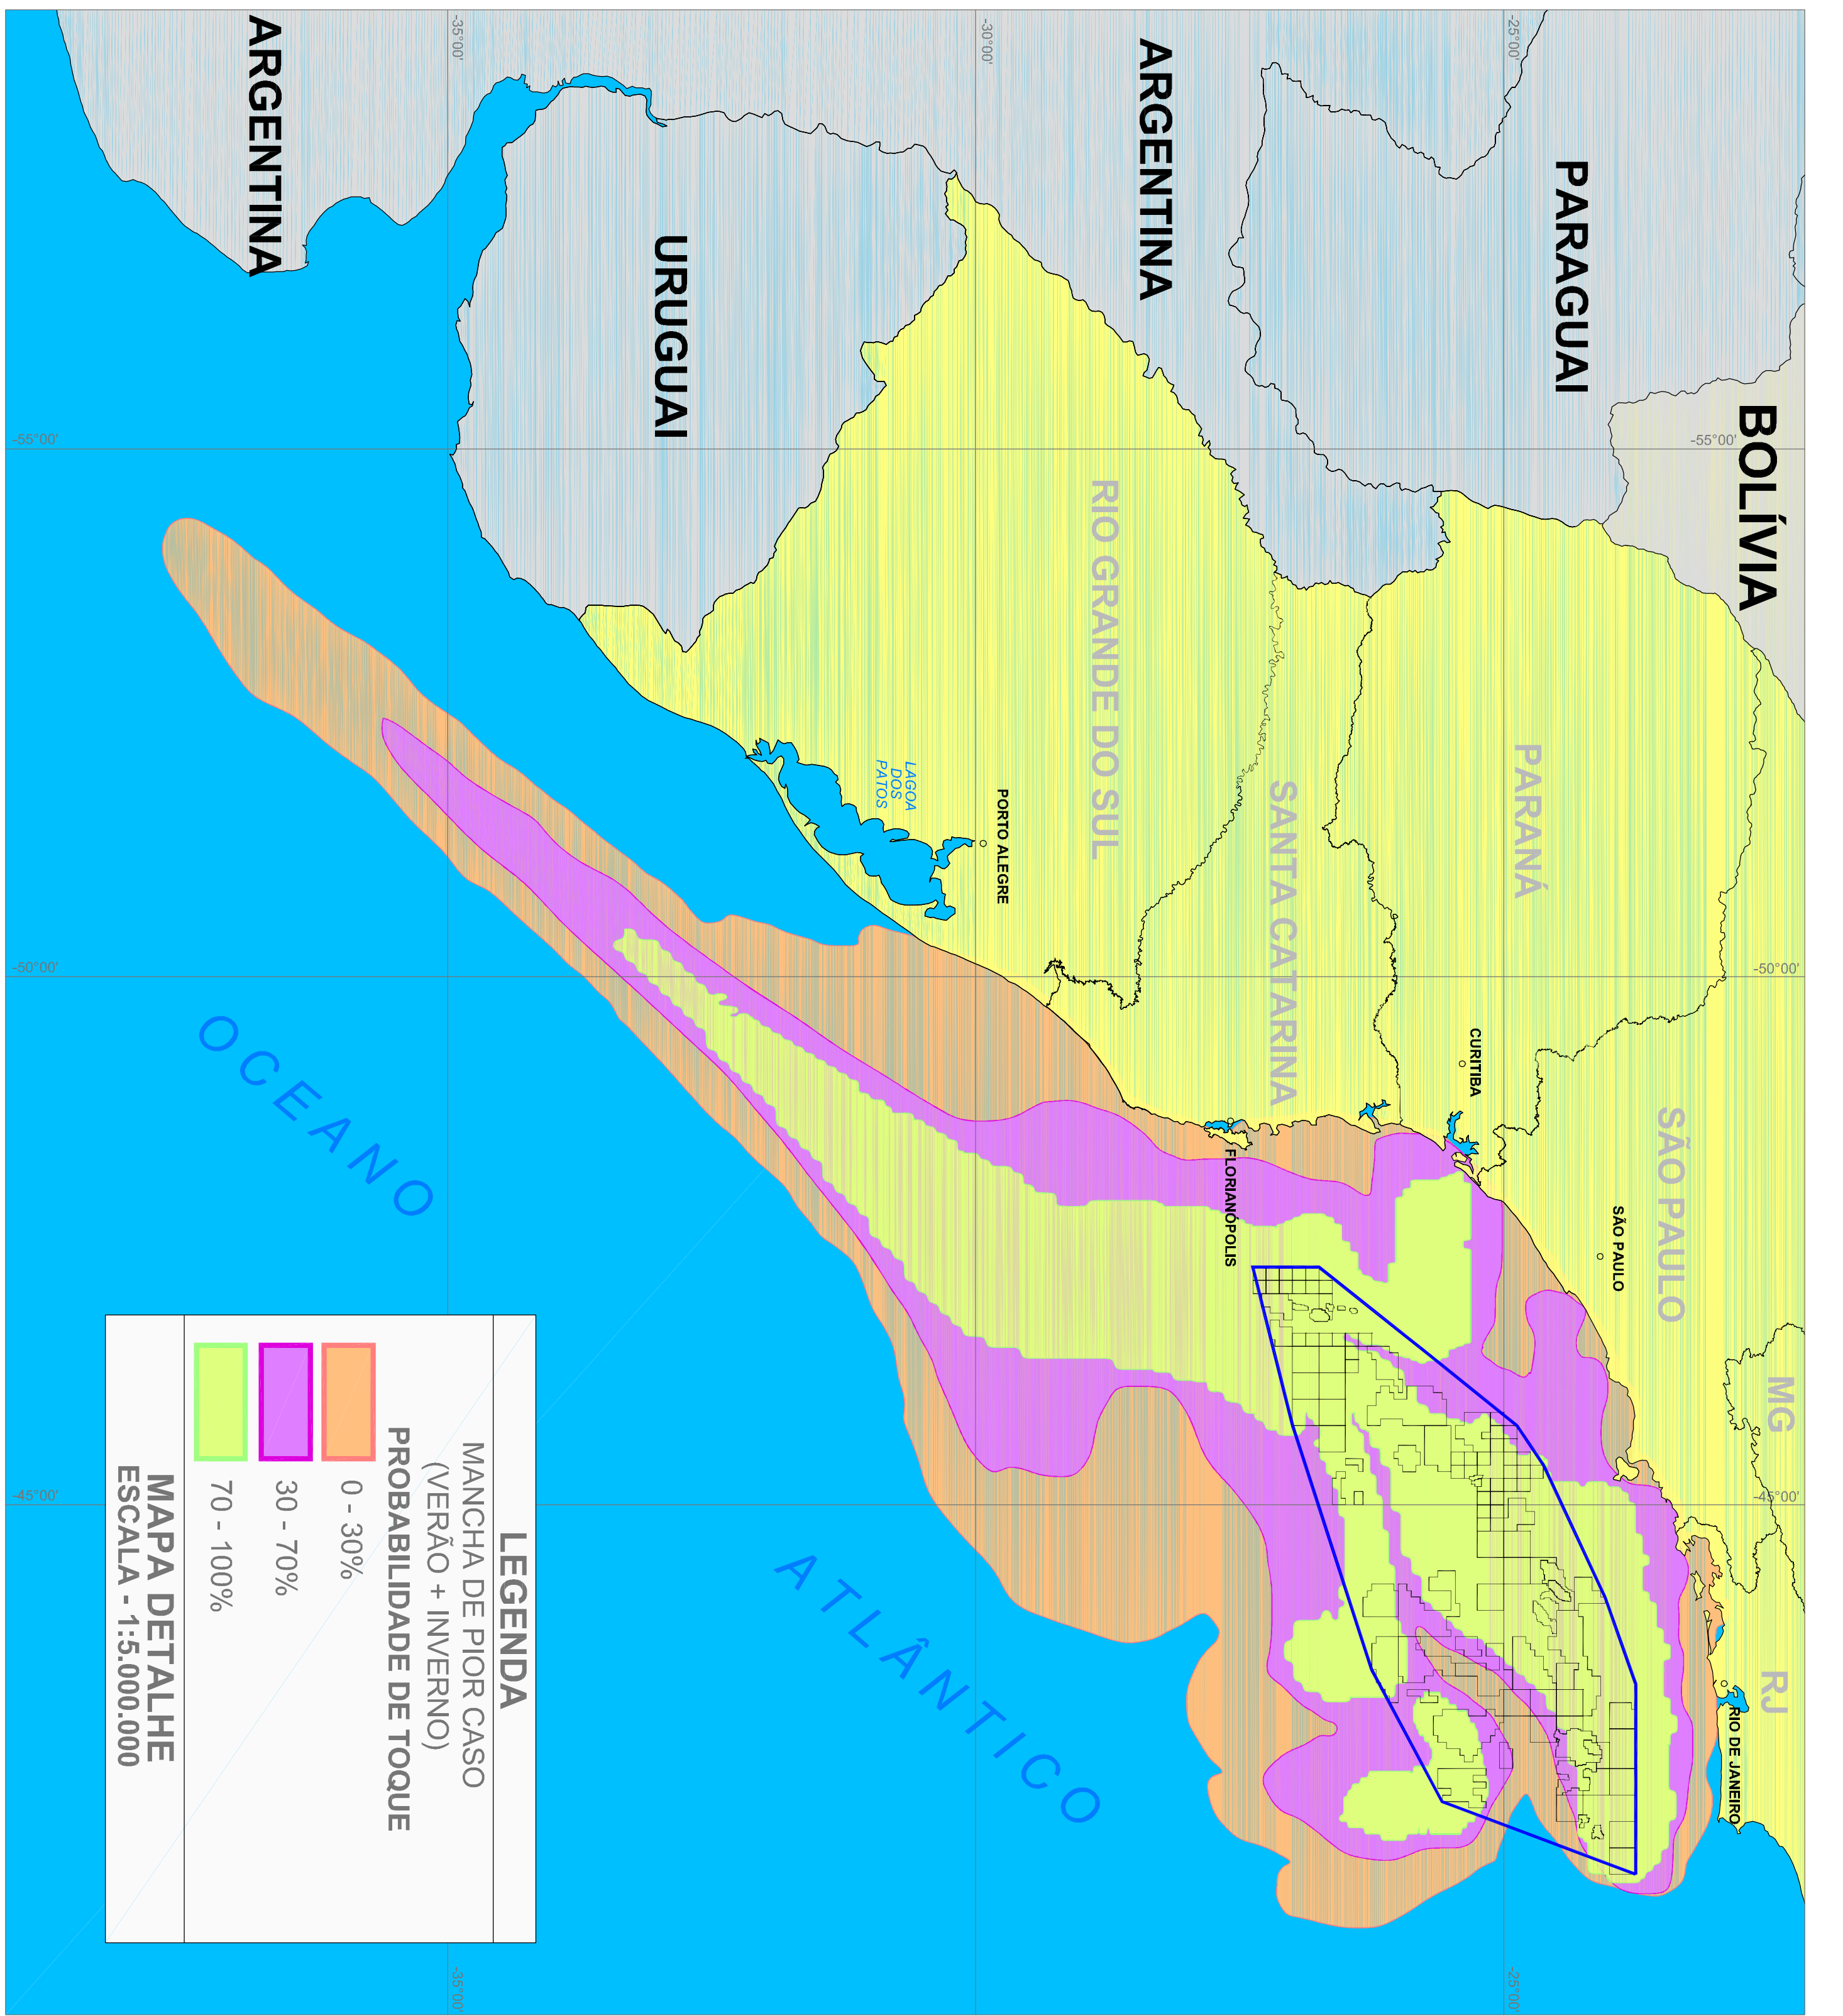 -25°00'
-30°00'
-35°00'
BOLÍVIA
PARAGUAI
ARGENTINA
URUGUAI
ARGENTINA
-55°00'
-55°00'
-50°00'
-50°00'
-45°00'
-45°00'
-25°00'
-35°00'
MG
RJ
RIO DE JANEIRO
SÃO PAULO
SÃO PAULO
PARANÁ
CURITIBA
SANTA CATARINA
FLORIANÓPOLIS
RIO GRANDE DO SUL
PORTO ALEGRE
LAGOA
DOS
PATOS
OCEANO
ATLÂNTICO
LEGENDA
MANCHA DE PIOR CASO
(VERÃO + INVERNO)
PROBABILIDADE DE TOQUE
0 - 30%
30 - 70%
70 - 100%
MAPA DETALHE
ESCALA - 1:5.000.000